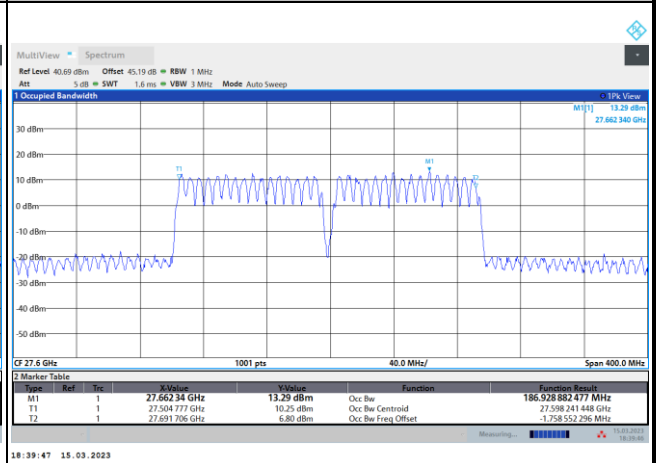 MultiView Spectrum
Ref Level 40.69 dBm Offset 45.19 dB RBW 1 MHz
Att 5 dB SWT 1.6 ms VBW 3 MHz Mode Auto Sweep
1 Occupied Bandwidth 1Pk View
M1[1] 13.29 dBm
27.662 340 GHz
30 dBm
20 dBm
M1
T1
T2
10 dBm
0 dBm
-10 dBm
-20 dBm
-30 dBm
-40 dBm
-50 dBm
CF 27.6 GHz 1001 pts 40.0 MHz/ Span 400.0 MHz
2 Marker Table
Type Ref Trc X-Value Y-Value Function Function Result
M1 1 27.662 34 GHz 13.29 dBm Occ Bw 186.928 882 477 MHz
T1 1 27.504 777 GHz 10.25 dBm Occ Bw Centroid 27.598 241 448 GHz
T2 1 27.691 706 GHz 6.80 dBm Occ Bw Freq Offset -1.758 552 296 MHz
Measuring... 15.03.2023
18:39:46
18:39:47 15.03.2023